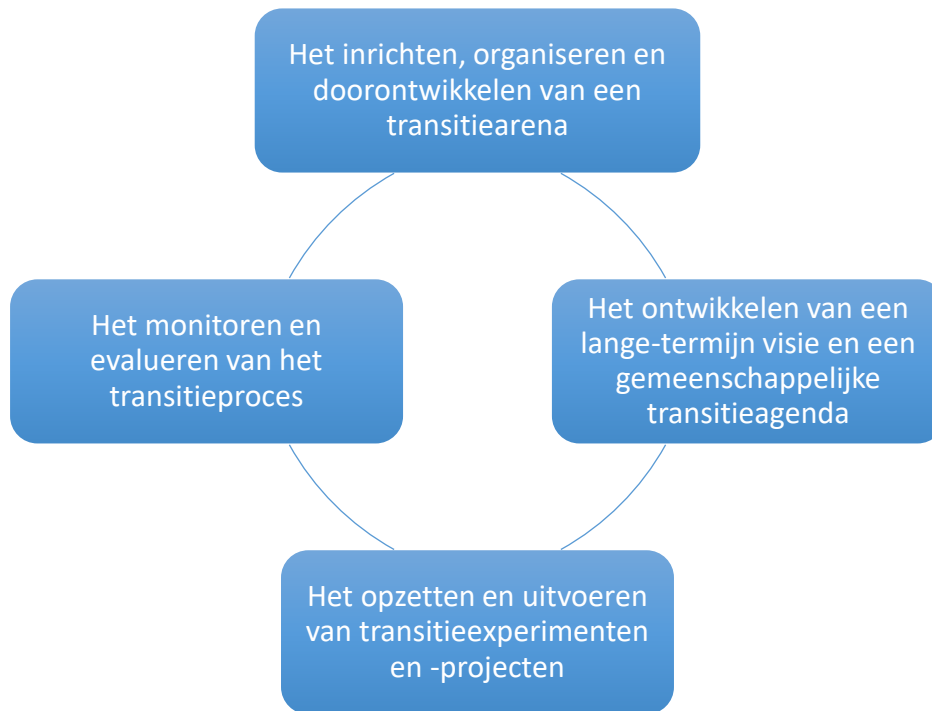 Het inrichten, organiseren en
doorontwikkelen van een
transitiearena
Het ontwikkelen van een
lange-termijn visie en een
gemeenschappelijke
transitieagenda
Het opzetten en uitvoeren
van transitieexperimenten
en -projecten
Het monitoren en
evalueren van het
transitieproces